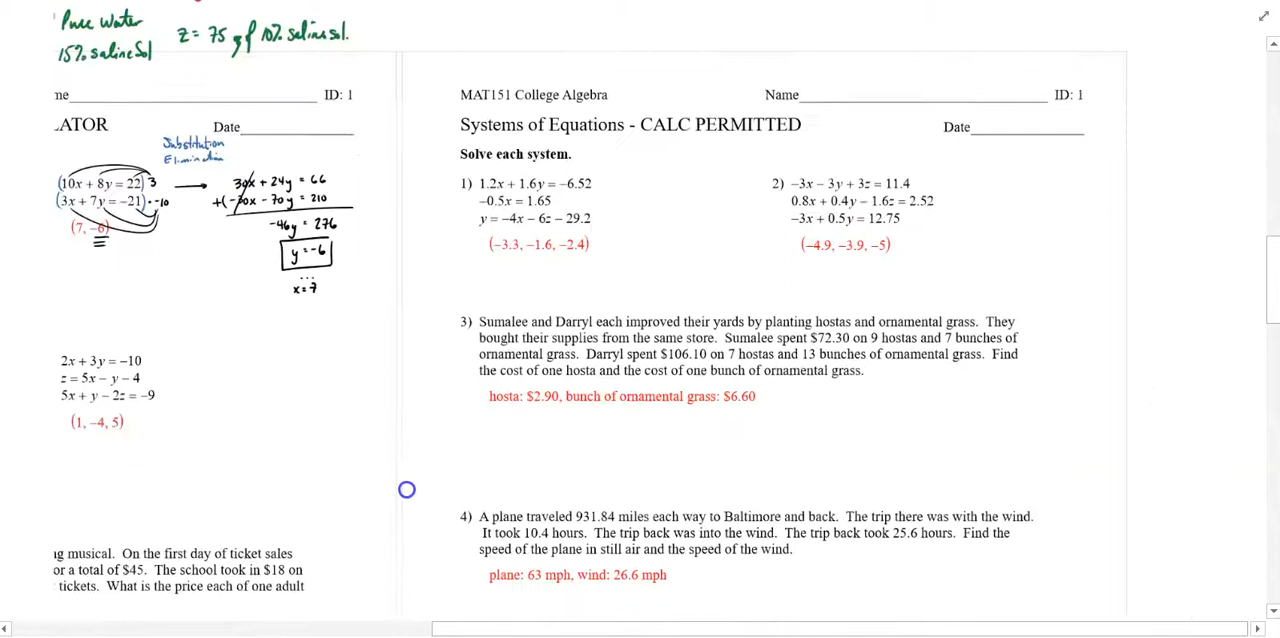 Pure Water
15% saline Sol
z = 75 g of 10% saline sol.
me ID: 1
LATOR Date
Substitution
Elimination
(10x + 8y = 22) 3
(3x + 7y = −21) · -10
(7, −6)
30x + 24y = 66
+(-30x - 70y = 210
-46y = 276
y = -6
...
x = 7
2x + 3y = −10
z = 5x − y − 4
5x + y − 2z = −9
(1, −4, 5)
ng musical. On the first day of ticket sales
or a total of $45. The school took in $18 on
tickets. What is the price each of one adult
MAT151 College Algebra Name ID: 1
Systems of Equations - CALC PERMITTED Date
Solve each system.
1) 1.2x + 1.6y = −6.52
−0.5x = 1.65
y = −4x − 6z − 29.2
(−3.3, −1.6, −2.4)
2) −3x − 3y + 3z = 11.4
0.8x + 0.4y − 1.6z = 2.52
−3x + 0.5y = 12.75
(−4.9, −3.9, −5)
3) Sumalee and Darryl each improved their yards by planting hostas and ornamental grass. They
bought their supplies from the same store. Sumalee spent $72.30 on 9 hostas and 7 bunches of
ornamental grass. Darryl spent $106.10 on 7 hostas and 13 bunches of ornamental grass. Find
the cost of one hosta and the cost of one bunch of ornamental grass.
hosta: $2.90, bunch of ornamental grass: $6.60
4) A plane traveled 931.84 miles each way to Baltimore and back. The trip there was with the wind.
It took 10.4 hours. The trip back was into the wind. The trip back took 25.6 hours. Find the
speed of the plane in still air and the speed of the wind.
plane: 63 mph, wind: 26.6 mph